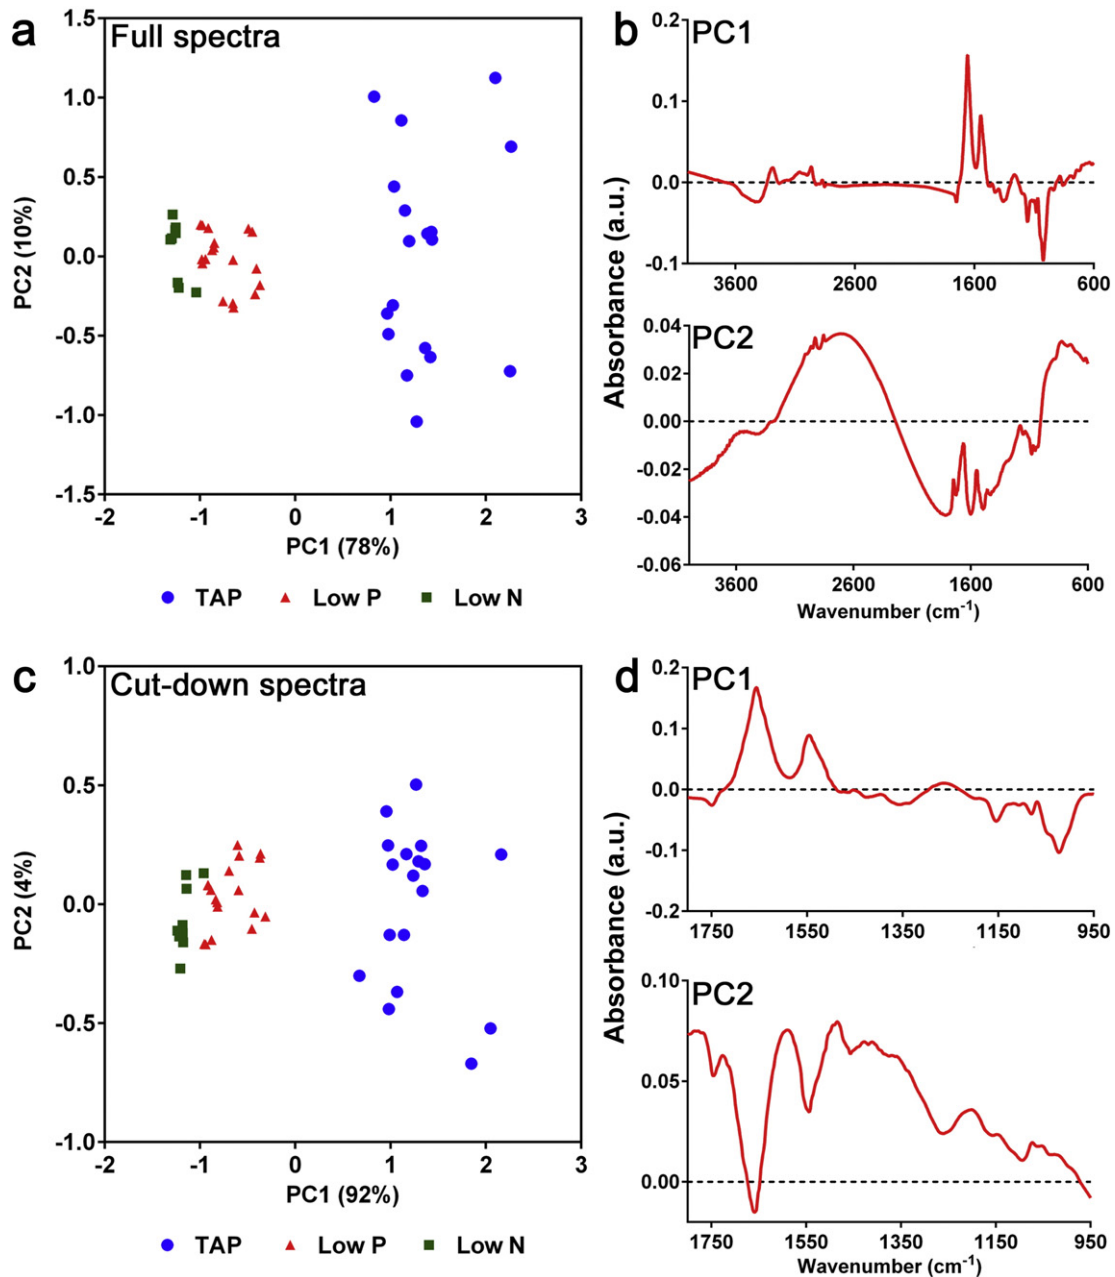 a
Full spectra
1.5
1.0
0.5
0.0
-0.5
-1.0
-1.5
PC2 (10%)
-2 -1 0 1 2 3
PC1 (78%)
TAP Low P Low N
b
PC1
0.2
0.1
0.0
-0.1
3600 2600 1600 600
Absorbance (a.u.)
PC2
0.04
0.02
0.00
-0.02
-0.04
-0.06
3600 2600 1600 600
Wavenumber (cm-1)
c
Cut-down spectra
1.0
0.5
0.0
-0.5
-1.0
PC2 (4%)
-2 -1 0 1 2 3
PC1 (92%)
TAP Low P Low N
d
PC1
0.2
0.1
0.0
-0.1
-0.2
1750 1550 1350 1150 950
Absorbance (a.u.)
PC2
0.10
0.05
0.00
1750 1550 1350 1150 950
Wavenumber (cm-1)